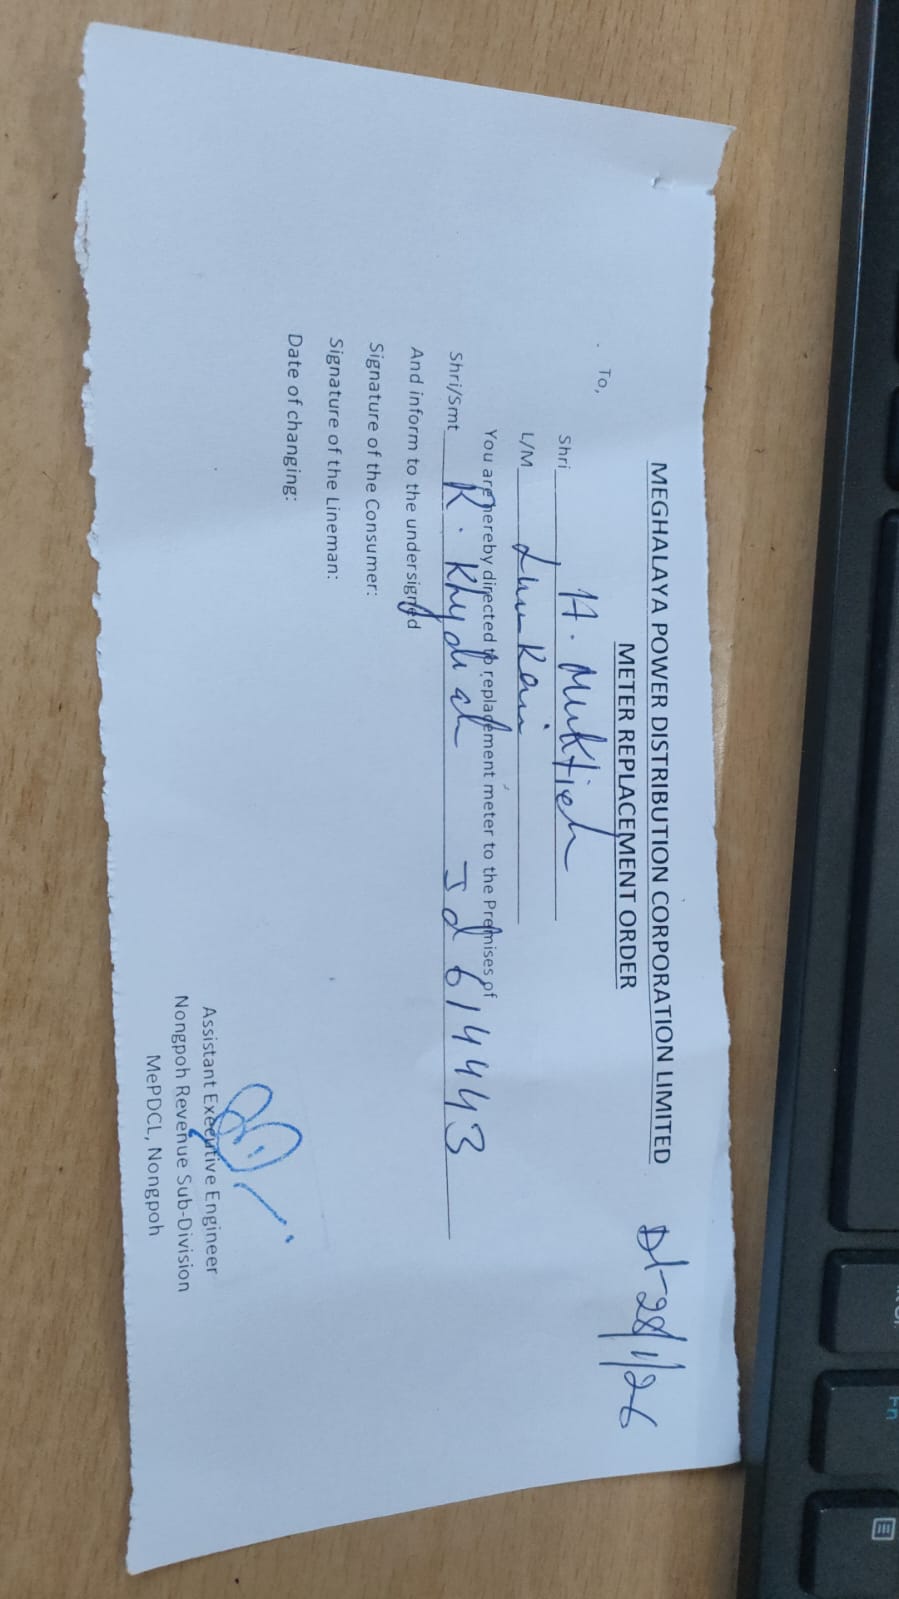 MEGHALAYA POWER DISTRIBUTION CORPORATION LIMITED
Dt-28/1/26
METER REPLACEMENT ORDER
To,
Shri H. Muktieh
L/M
You are hereby directed to replacement meter to the Premises of
Shri/Smt R. Khydiah Id 614443
And inform to the undersigned
Signature of the Consumer:
Signature of the Lineman:
Date of changing:
Assistant Executive Engineer
Nongpoh Revenue Sub-Division
MePDCL, Nongpoh
Fn